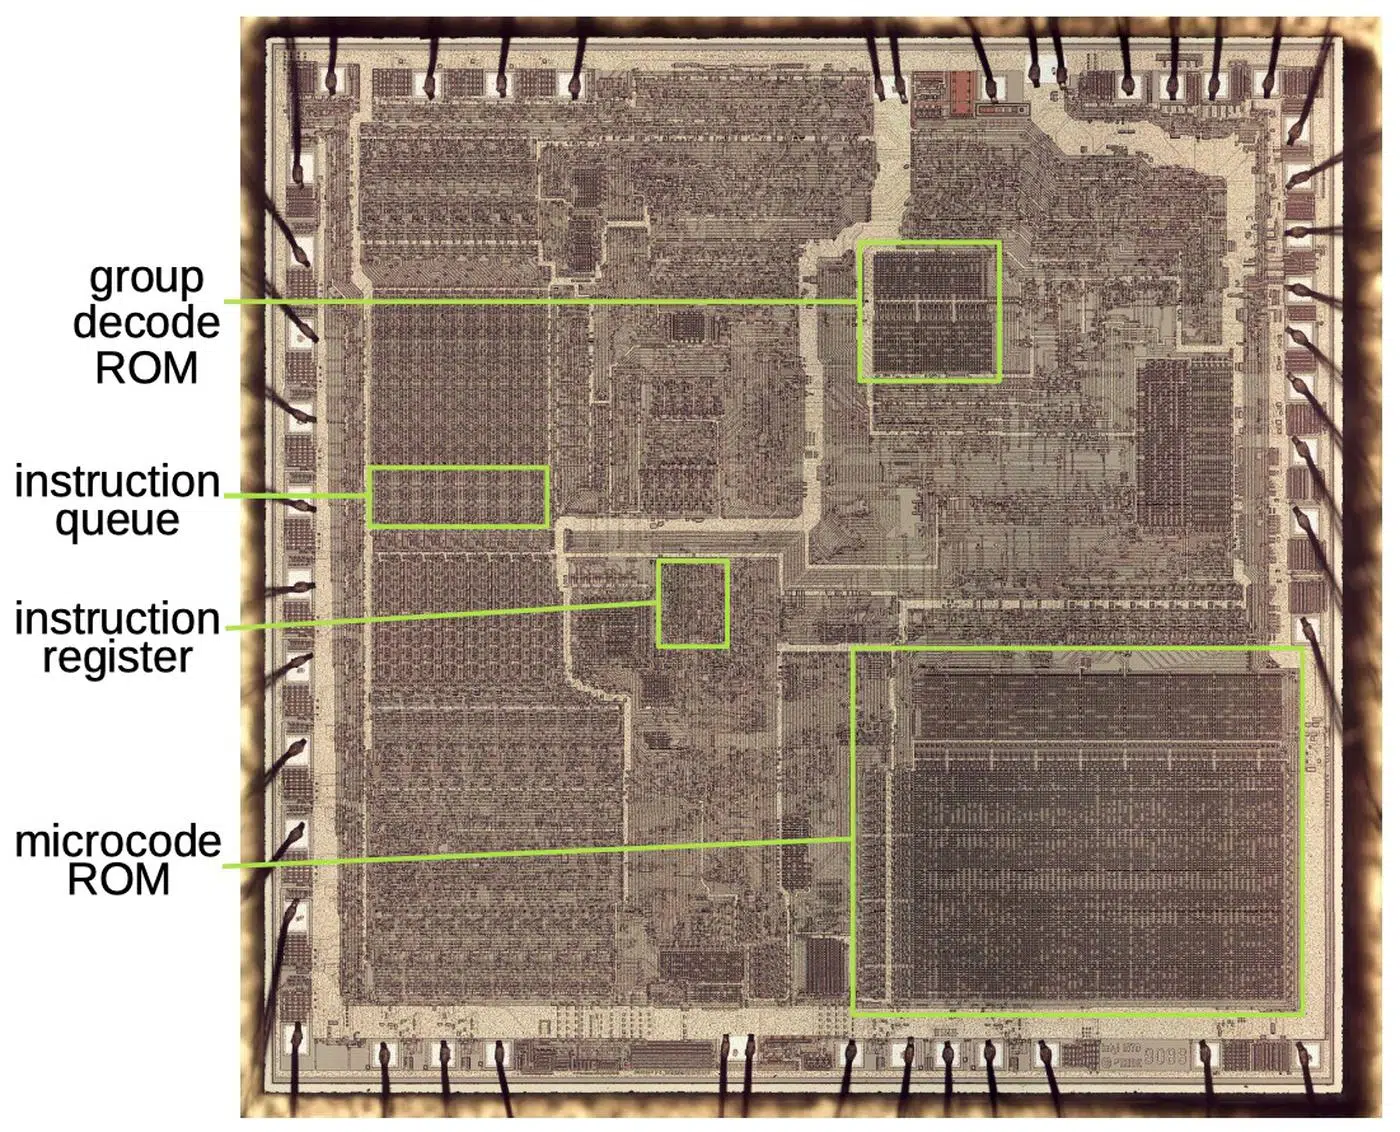 group
decode
ROM
instruction
queue
instruction
register
microcode
ROM